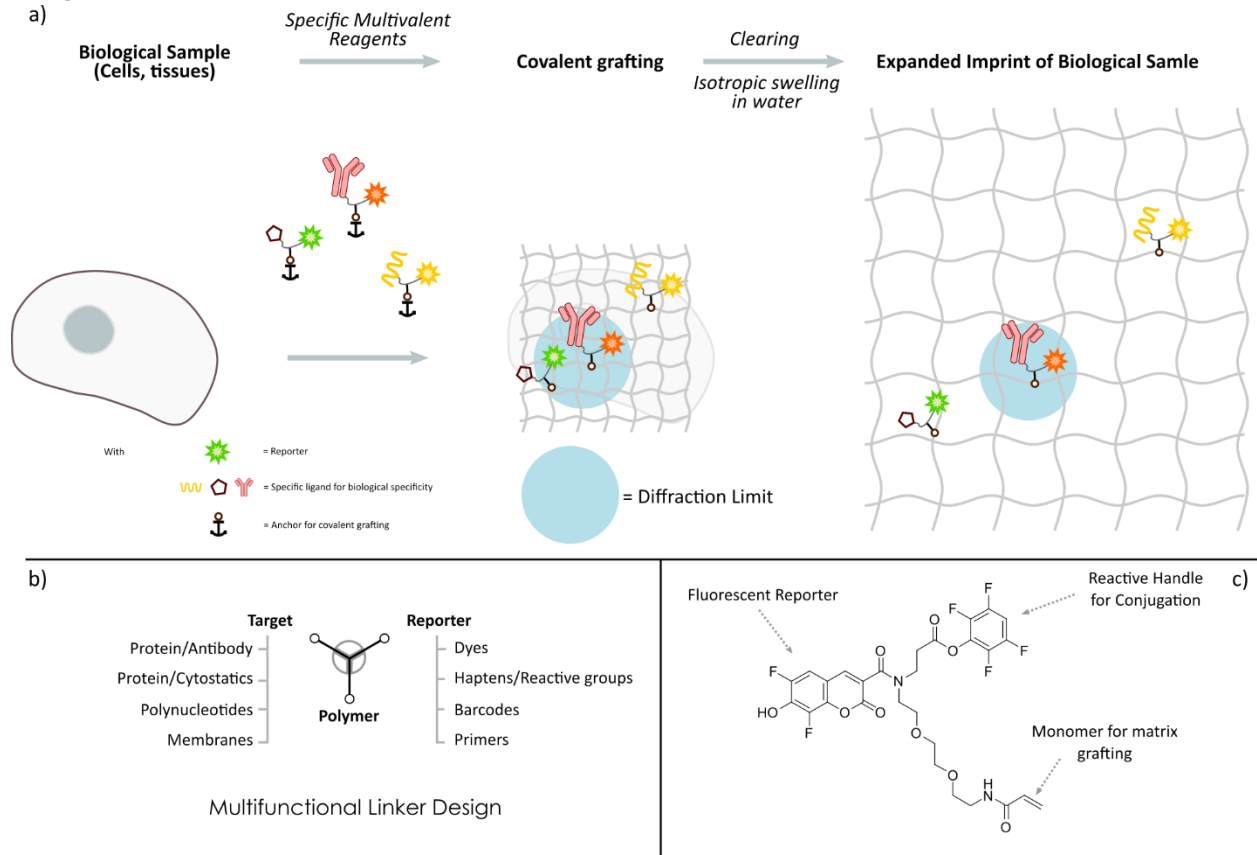 a)
Biological Sample
(Cells, tissues)
Specific Multivalent
Reagents
Covalent grafting
Clearing
Isotropic swelling
in water
Expanded Imprint of Biological Samle
With
= Reporter
= Specific ligand for biological specificity
= Anchor for covalent grafting
= Diffraction Limit
b)
Target
Reporter
Protein/Antibody
Protein/Cytostatics
Polynucleotides
Membranes
Polymer
Dyes
Haptens/Reactive groups
Barcodes
Primers
Multifunctional Linker Design
c)
Fluorescent Reporter
Reactive Handle
for Conjugation
Monomer for matrix
grafting
F
F
O
O
F
F
F
O
N
HO
O
O
F
O
O
H
N
O